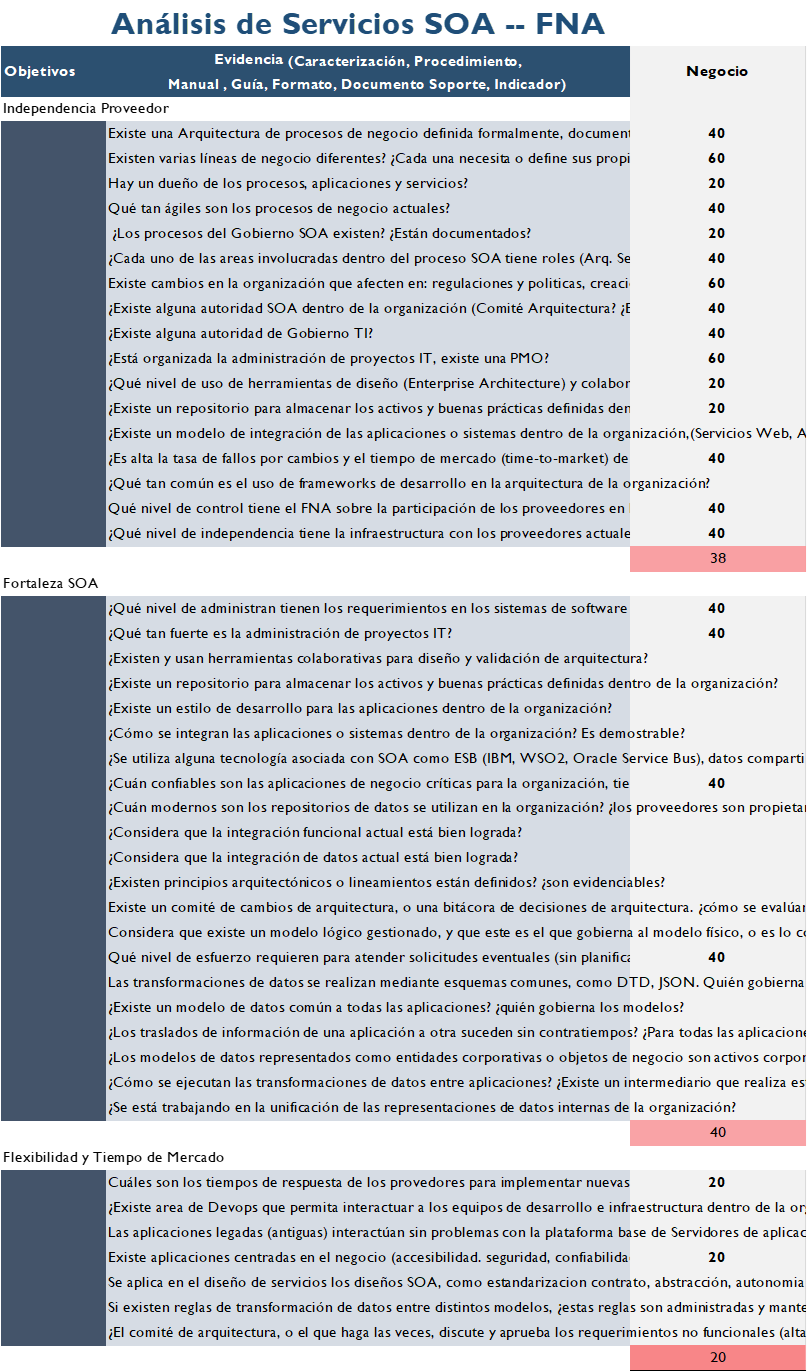 Análisis de Servicios SOA -- FNA
Objetivos
Evidencia (Caracterización, Procedimiento,
Manual , Guía, Formato, Documento Soporte, Indicador)
Negocio
Independencia Proveedor
Existe una Arquitectura de procesos de negocio definida formalmente, document 40
Existen varias líneas de negocio diferentes? ¿Cada una necesita o define sus propi 60
Hay un dueño de los procesos, aplicaciones y servicios? 20
Qué tan ágiles son los procesos de negocio actuales? 40
¿Los procesos del Gobierno SOA existen? ¿Están documentados? 20
¿Cada uno de las areas involucradas dentro del proceso SOA tiene roles (Arq. Se 40
Existe cambios en la organización que afecten en: regulaciones y politicas, creaci 60
¿Existe alguna autoridad SOA dentro de la organización (Comité Arquitectura? ¿E 40
¿Existe alguna autoridad de Gobierno TI? 40
¿Está organizada la administración de proyectos IT, existe una PMO? 60
¿Qué nivel de uso de herramientas de diseño (Enterprise Architecture) y colabor 20
¿Existe un repositorio para almacenar los activos y buenas prácticas definidas den 20
¿Existe un modelo de integración de las aplicaciones o sistemas dentro de la organización,(Servicios Web, A
¿Es alta la tasa de fallos por cambios y el tiempo de mercado (time-to-market) de 40
¿Qué tan común es el uso de frameworks de desarrollo en la arquitectura de la organización?
Qué nivel de control tiene el FNA sobre la participación de los proveedores en 40
¿Qué nivel de independencia tiene la infraestructura con los proveedores actuale 40
38
Fortaleza SOA
¿Qué nivel de administran tienen los requerimientos en los sistemas de software 40
¿Qué tan fuerte es la administración de proyectos IT? 40
¿Existen y usan herramientas colaborativas para diseño y validación de arquitectura?
¿Existe un repositorio para almacenar los activos y buenas prácticas definidas dentro de la organización?
¿Existe un estilo de desarrollo para las aplicaciones dentro de la organización?
¿Cómo se integran las aplicaciones o sistemas dentro de la organización? Es demostrable?
¿Se utiliza alguna tecnología asociada con SOA como ESB (IBM, WSO2, Oracle Service Bus), datos comparti
¿Cuán confiables son las aplicaciones de negocio críticas para la organización, tie 40
¿Cuán modernos son los repositorios de datos se utilizan en la organización? ¿los proveedores son propietar
¿Considera que la integración funcional actual está bien lograda?
¿Considera que la integración de datos actual está bien lograda?
¿Existen principios arquitectónicos o lineamientos están definidos? ¿son evidenciables?
Existe un comité de cambios de arquitectura, o una bitácora de decisiones de arquitectura. ¿cómo se evalúar
Considera que existe un modelo lógico gestionado, y que este es el que gobierna al modelo físico, o es lo co
Qué nivel de esfuerzo requieren para atender solicitudes eventuales (sin planifica 40
Las transformaciones de datos se realizan mediante esquemas comunes, como DTD, JSON. Quién gobierna
¿Existe un modelo de datos común a todas las aplicaciones? ¿quién gobierna los modelos?
¿Los traslados de información de una aplicación a otra suceden sin contratiempos? ¿Para todas las aplicacione
¿Los modelos de datos representados como entidades corporativas o objetos de negocio son activos corpor
¿Cómo se ejecutan las transformaciones de datos entre aplicaciones? ¿Existe un intermediario que realiza es
¿Se está trabajando en la unificación de las representaciones de datos internas de la organización?
40
Flexibilidad y Tiempo de Mercado
Cuáles son los tiempos de respuesta de los provedores para implementar nuevas 20
¿Existe area de Devops que permita interactuar a los equipos de desarrollo e infraestructura dentro de la or
Las aplicaciones legadas (antiguas) interactúan sin problemas con la plataforma base de Servidores de aplicac
Existe aplicaciones centradas en el negocio (accesibilidad. seguridad, confiabilida 20
Se aplica en el diseño de servicios los diseños SOA, como estandarizacion contrato, abstracción, autonomia
Si existen reglas de transformación de datos entre distintos modelos, ¿estas reglas son administradas y mante
¿El comité de arquitectura, o el que haga las veces, discute y aprueba los requerimientos no funcionales (alta
20